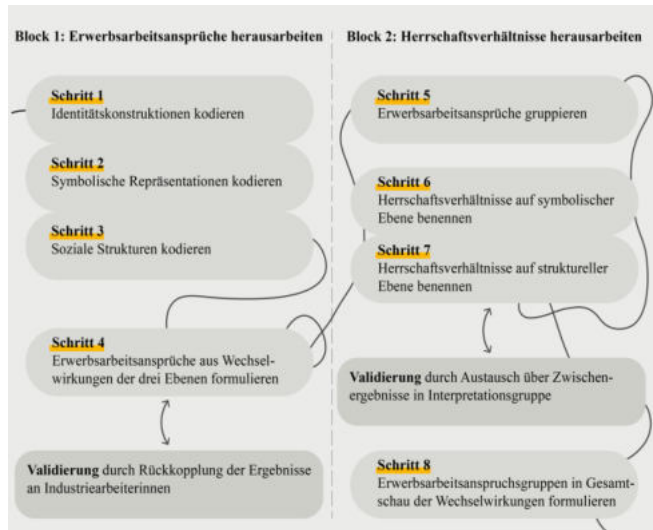 Block 1: Erwerbsarbeitsansprüche herausarbeiten
Schritt 1
Identitätskonstruktionen kodieren
Schritt 2
Symbolische Repräsentationen kodieren
Schritt 3
Soziale Strukturen kodieren
Schritt 4
Erwerbsarbeitsansprüche aus Wechsel-
wirkungen der drei Ebenen formulieren
Validierung durch Rückkopplung der Ergebnisse
an Industriearbeiterinnen
Block 2: Herrschaftsverhältnisse herausarbeiten
Schritt 5
Erwerbsarbeitsansprüche gruppieren
Schritt 6
Herrschaftsverhältnisse auf symbolischer
Ebene benennen
Schritt 7
Herrschaftsverhältnisse auf struktureller
Ebene benennen
Validierung durch Austausch über Zwischen-
ergebnisse in Interpretationsgruppe
Schritt 8
Erwerbsarbeitsanspruchsgruppen in Gesamt-
schau der Wechselwirkungen formulieren